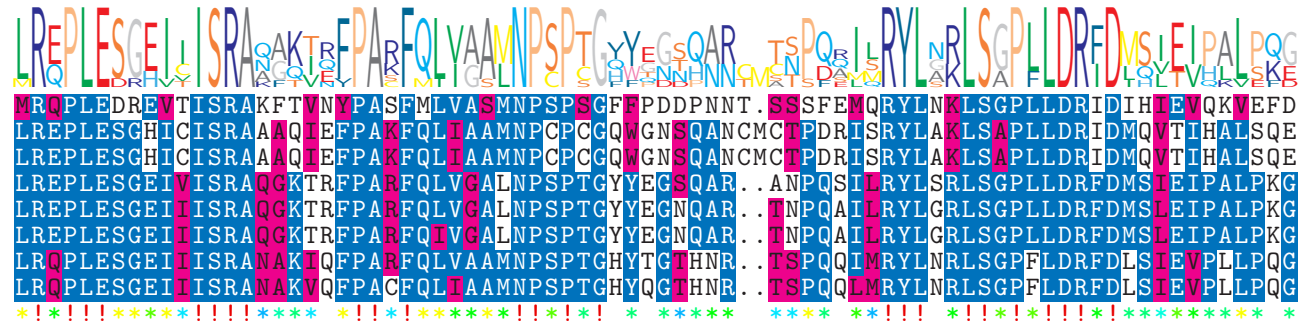 MRQPLEDREVTISRAKFTVNYPASFMLVASMNPSPSGFFPDDPNNT.SSSFEMQRYLNKLSGPLLDRIDIHIEVQKVEFD
LREPLESGHICISRAAAQIEFPAKFQLIAAMNPCPCGQWGNSQANCMCTPDRISRYLAKLSAPLLDRIDMQVTIHALSQE
LREPLESGHICISRAAAQIEFPAKFQLIAAMNPCPCGQWGNSQANCMCTPDRISRYLAKLSAPLLDRIDMQVTIHALSQE
LREPLESGEIVISRAQGKTRFPARFQLVGALNPSPTGYYEGSQAR..ANPQSILRYLSRLSGPLLDRFDMSIEIPALPKG
LREPLESGEIIISRAQGKTRFPARFQLVGALNPSPTGYYEGNQAR..TNPQAILRYLGRLSGPLLDRFDMSLEIPALPKG
LREPLESGEIIISRAQGKTRFPARFQIVGALNPSPTGYYEGNQAR..TNPQAILRYLGRLSGPLLDRFDMSLEIPALPKG
LRQPLESGEIIISRANAKIQFPARFQLVAAMNPSPTGHYTGTHNR..TSPQQIMRYLNRLSGPFLDRFDLSIEVPLLPQG
LRQPLESGEIIISRANAKVQFPACFQLIAAMNPSPTGHYQGTHNR..TSPQQLMRYLNRLSGPFLDRFDLSIEVPLLPQG